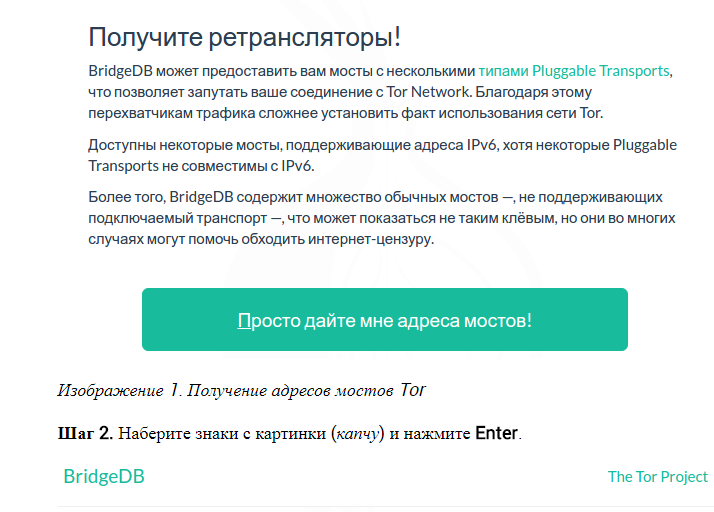 Получите ретрансляторы!
BridgeDB может предоставить вам мосты с несколькими типами Pluggable Transports,
что позволяет запутать ваше соединение с Tor Network. Благодаря этому
перехватчикам трафика сложнее установить факт использования сети Tor.
Доступны некоторые мосты, поддерживающие адреса IPv6, хотя некоторые Pluggable
Transports не совместимы с IPv6.
Более того, BridgeDB содержит множество обычных мостов —, не поддерживающих
подключаемый транспорт —, что может показаться не таким клёвым, но они во многих
случаях могут помочь обходить интернет-цензуру.
Просто дайте мне адреса мостов!
Изображение 1. Получение адресов мостов Tor
Шаг 2. Наберите знаки с картинки (капчу) и нажмите Enter.
BridgeDB The Tor Project